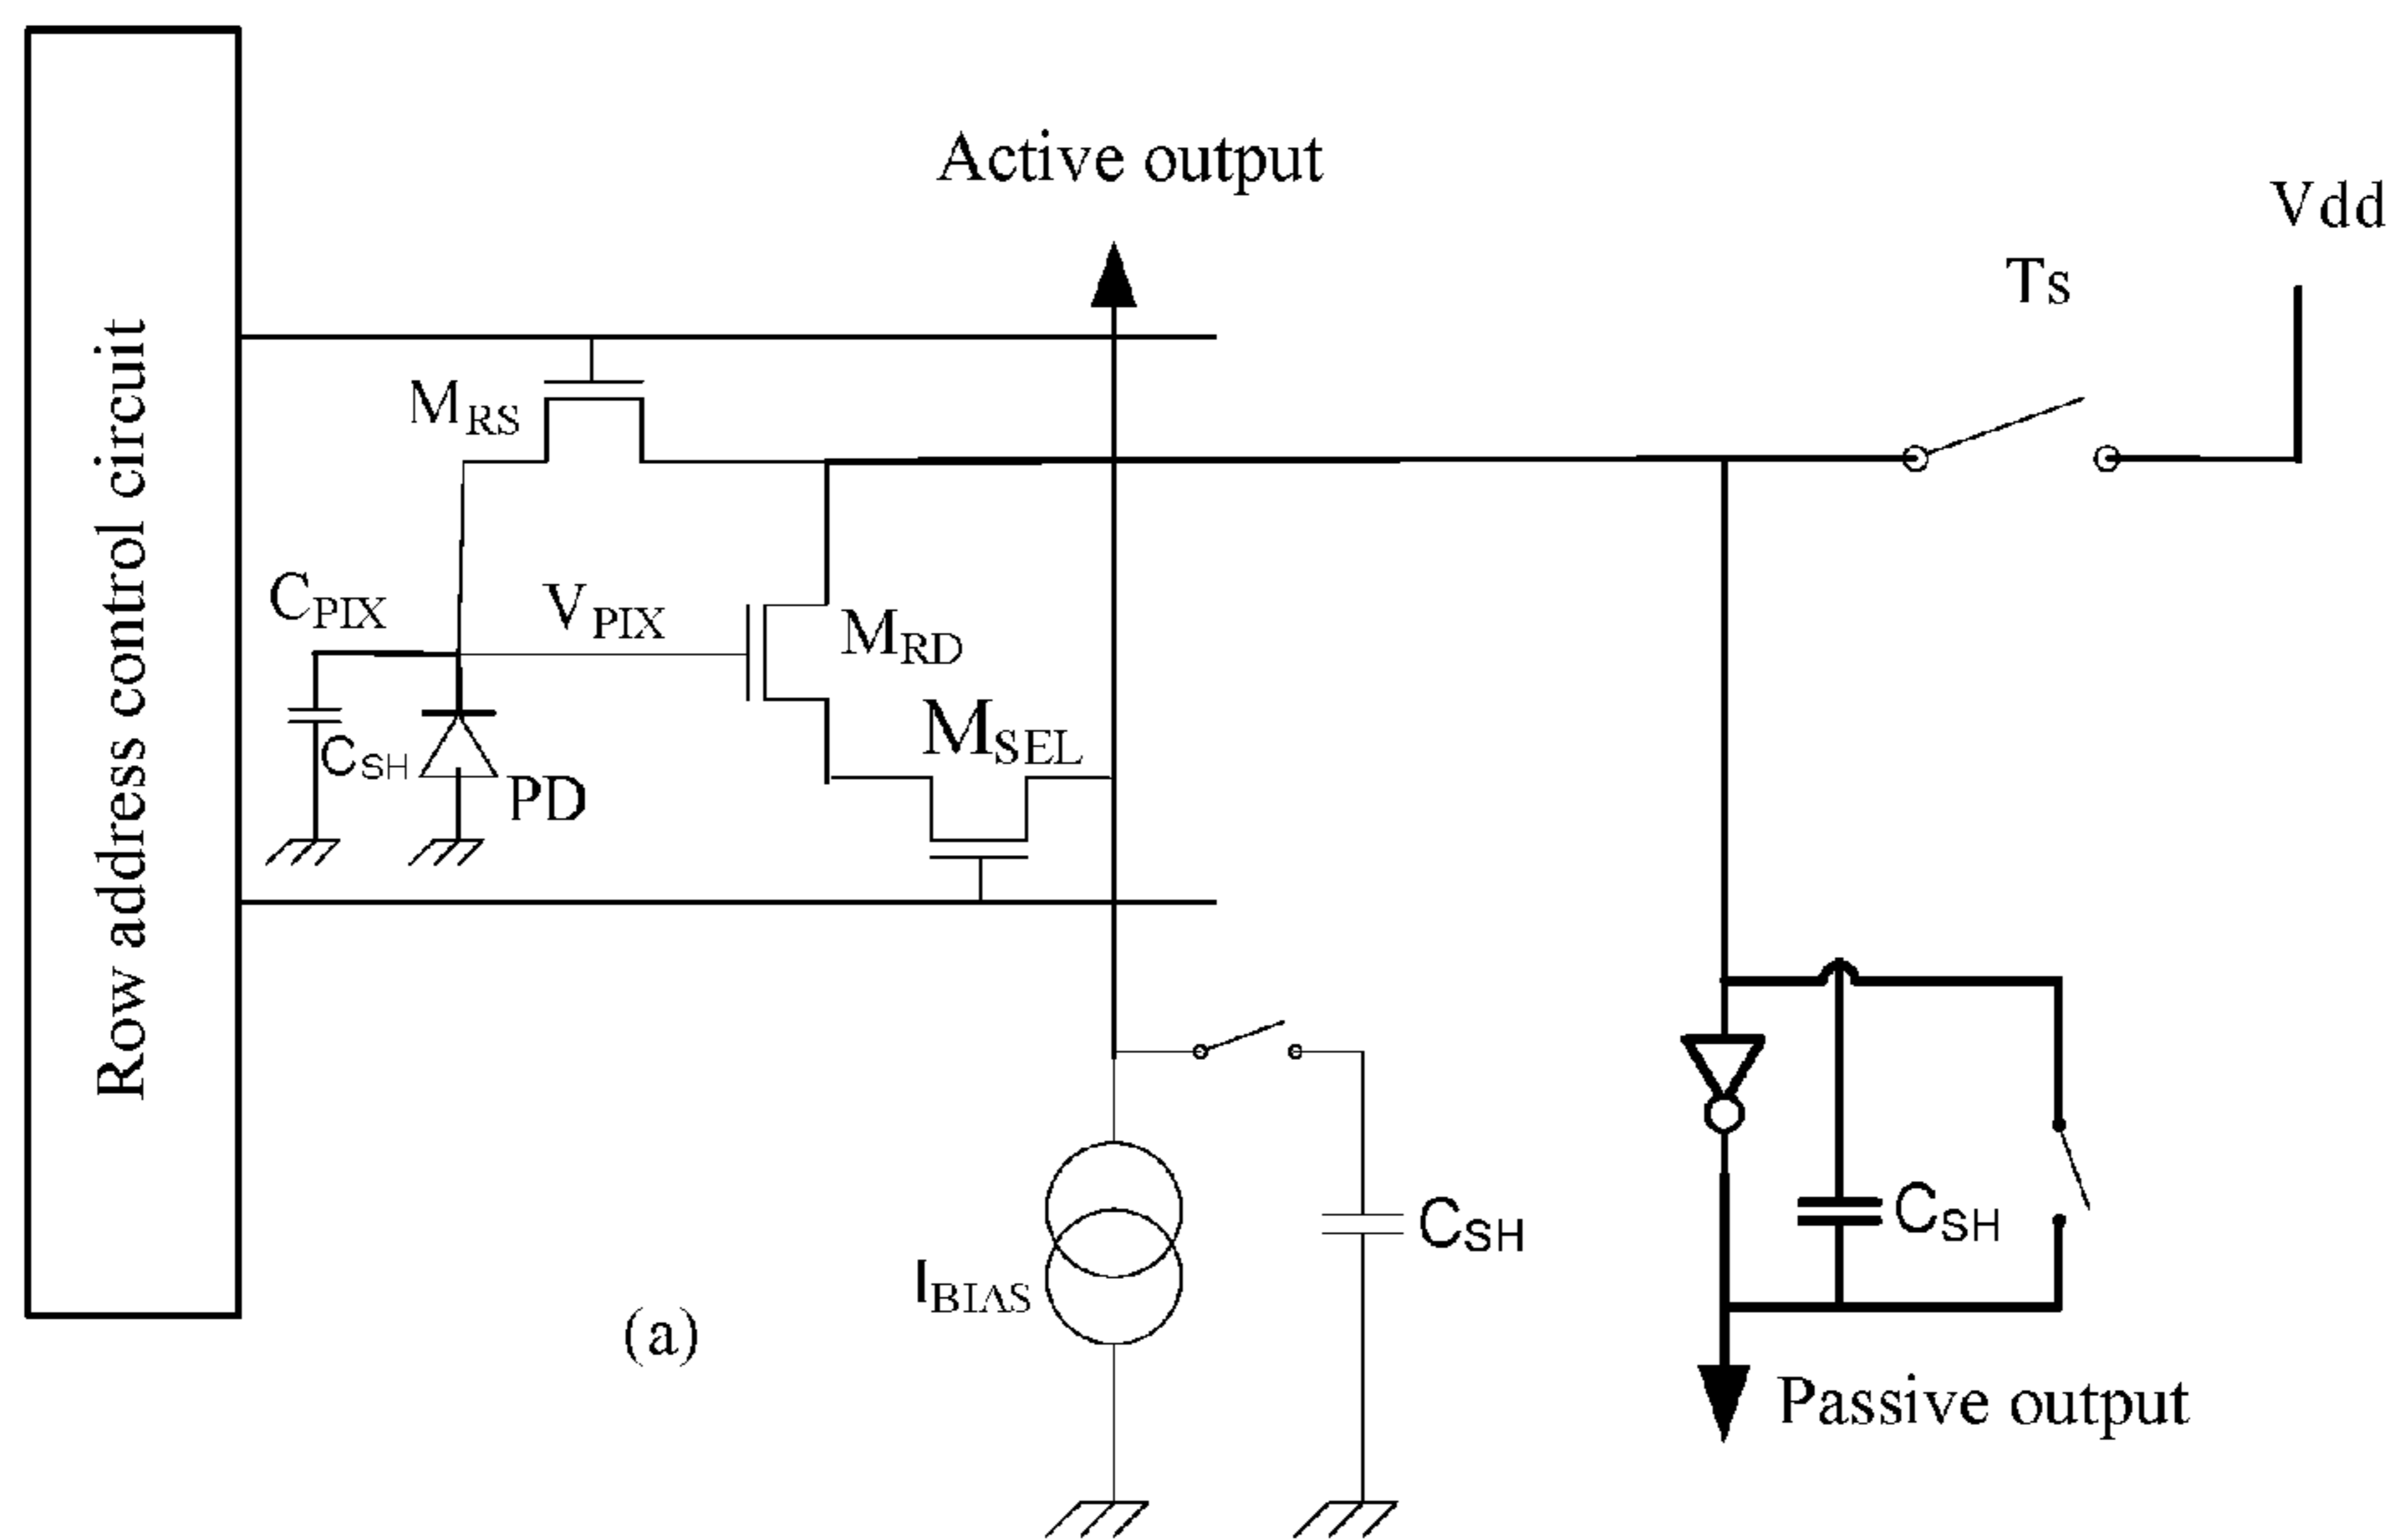 Row address control circuit
Active output
Vdd
Ts
MRS
CPIX
VPIX
MRD
MSEL
CSH
PD
CSH
CSH
IBIAS
(a)
Passive output